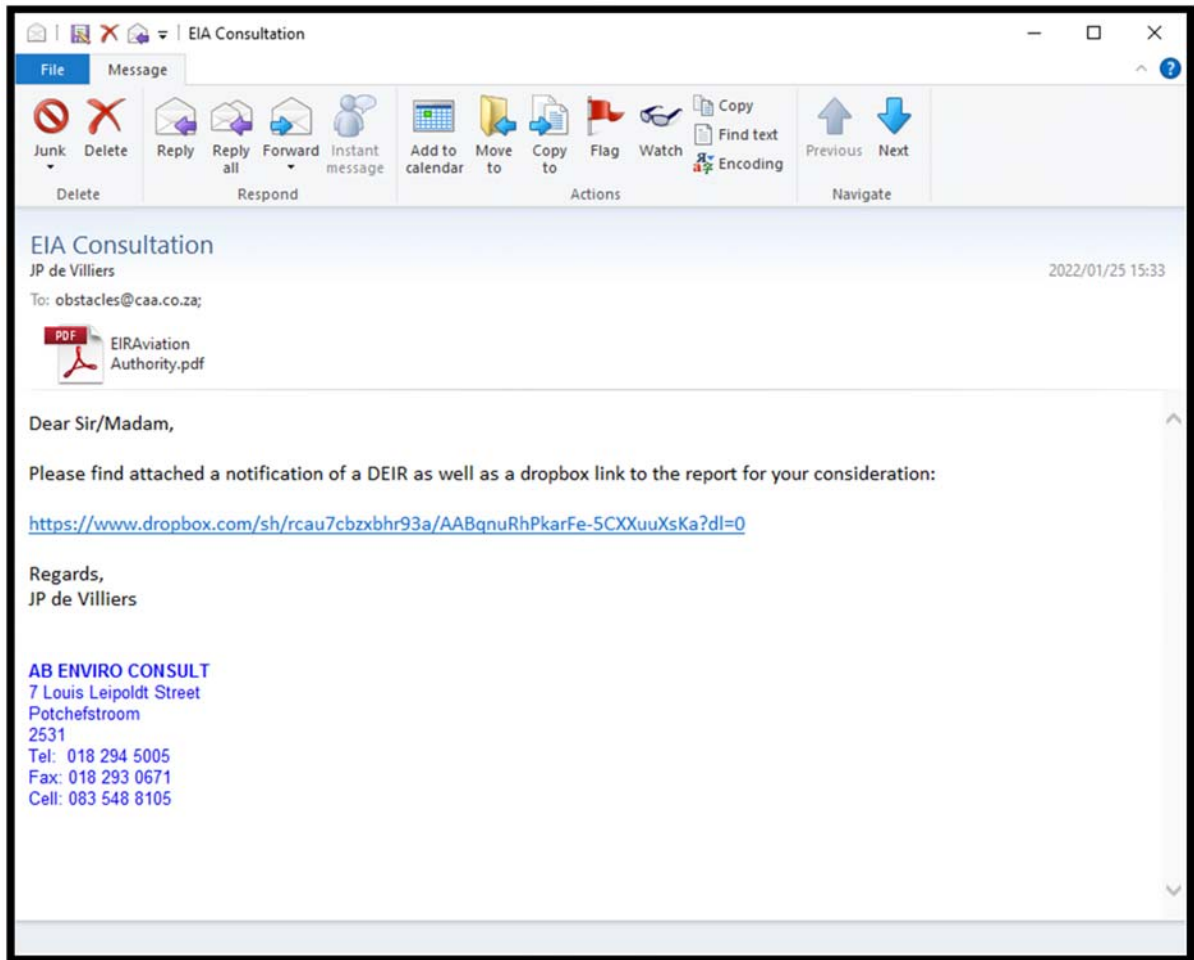 EIA Consultation
File Message
Junk Delete Reply Reply all Forward Instant message Add to calendar Move to Copy to Flag Watch Copy Find text Encoding Previous Next
Delete Respond Actions Navigate
EIA Consultation
JP de Villiers 2022/01/25 15:33
To: obstacles@caa.co.za;
PDF
EIRAviation
Authority.pdf
Dear Sir/Madam,
Please find attached a notification of a DEIR as well as a dropbox link to the report for your consideration:
https://www.dropbox.com/sh/rcau7cbzxbhr93a/AABqnuRhPkarFe-5CXXuuXsKa?dl=0
Regards,
JP de Villiers
AB ENVIRO CONSULT
7 Louis Leipoldt Street
Potchefstroom
2531
Tel: 018 294 5005
Fax: 018 293 0671
Cell: 083 548 8105